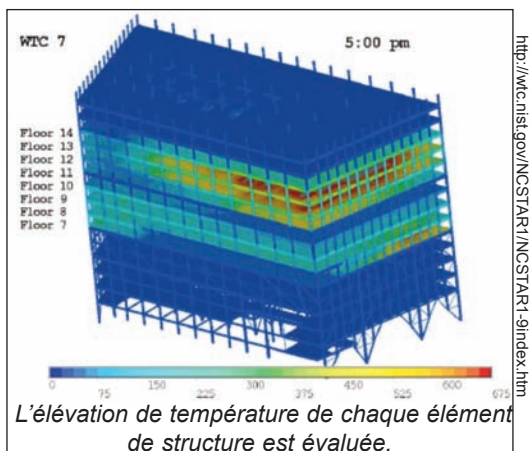 WTC 7 5:00 pm
Floor 14
Floor 13
Floor 12
Floor 11
Floor 10
Floor 9
Floor 8
Floor 7
0 150 300 450 600
75 225 375 525 675
L'élévation de température de chaque élément
de structure est évaluée.
http://wtc.nist.gov/NCSTAR1/NCSTAR1-9index.htm